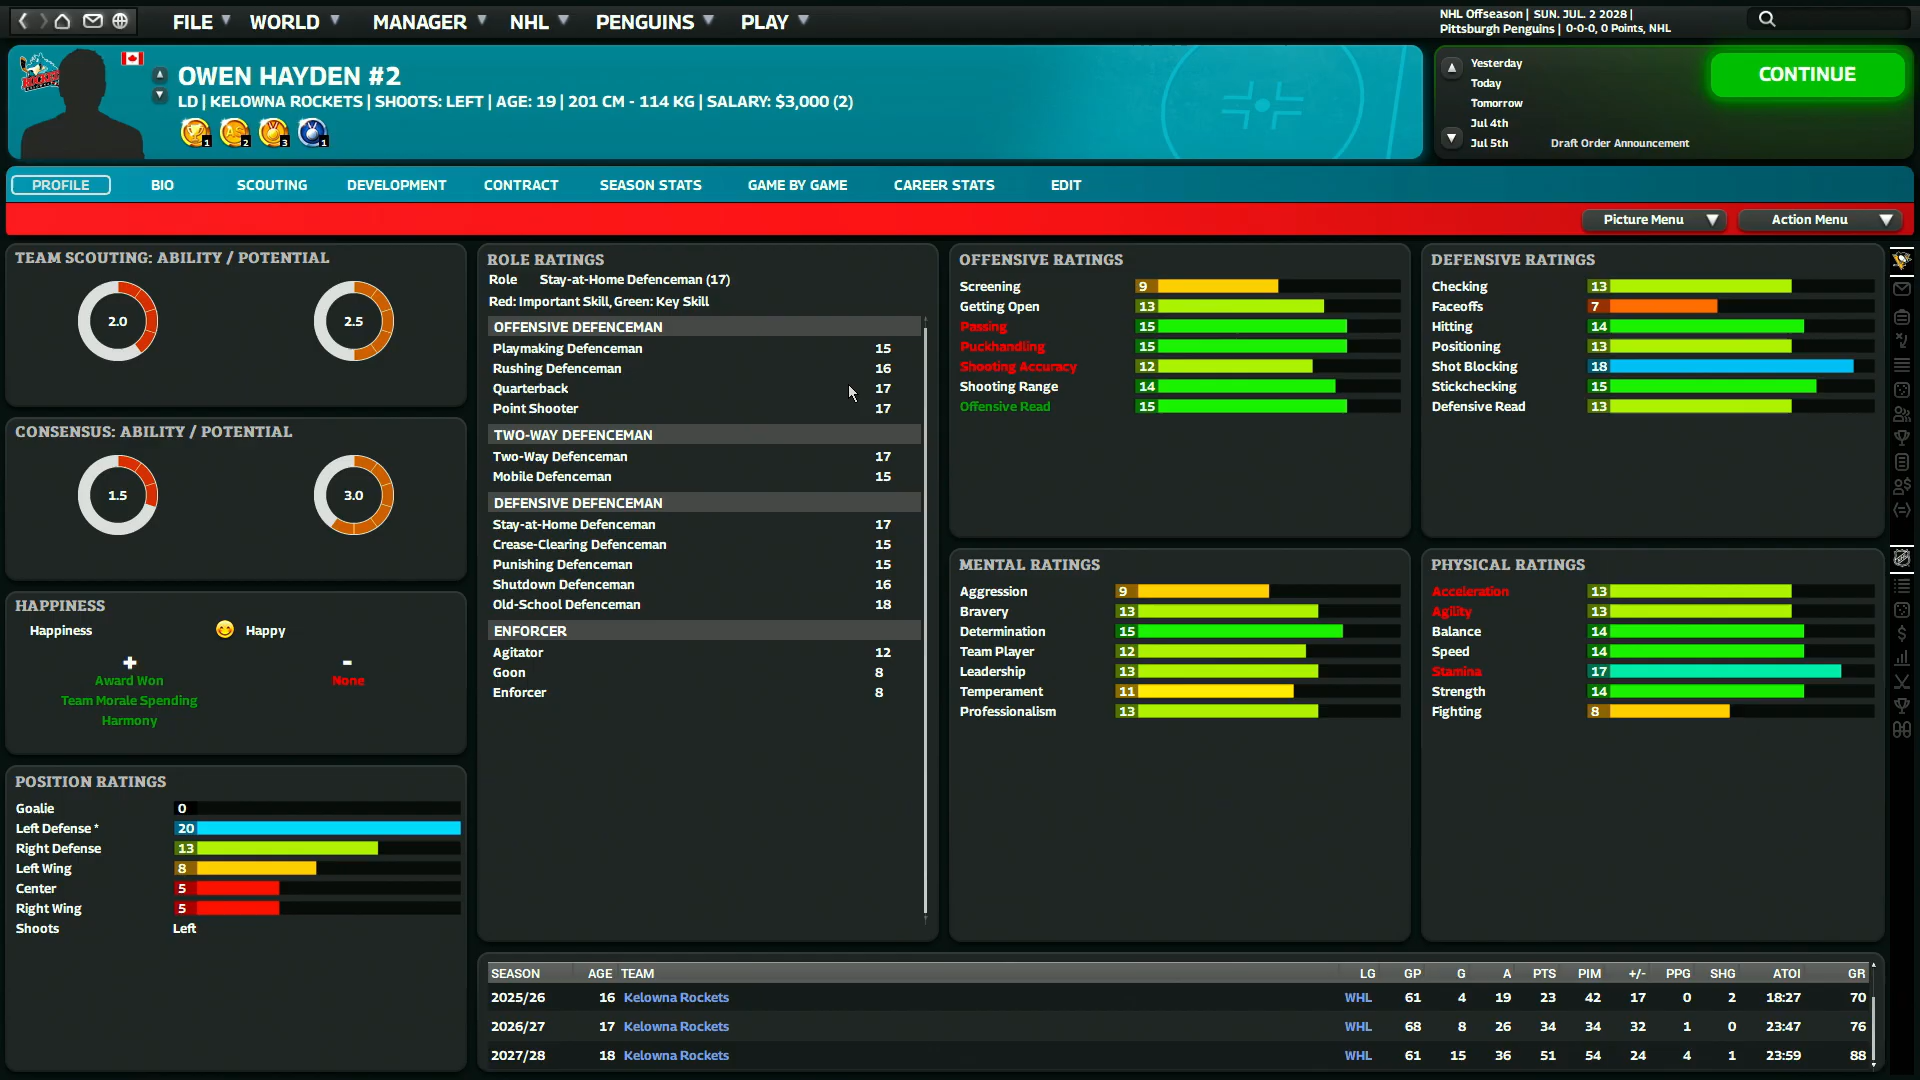 FILE WORLD MANAGER NHL PENGUINS PLAY
NHL Offseason | SUN. JUL. 2 2028 |
Pittsburgh Penguins | 0-0-0, 0 Points, NHL
OWEN HAYDEN #2
LD | KELOWNA ROCKETS | SHOOTS: LEFT | AGE: 19 | 201 CM - 114 KG | SALARY: $3,000 (2)
1 2 3 1
Yesterday
Today
Tomorrow
Jul 4th
Jul 5th Draft Order Announcement
CONTINUE
PROFILE BIO SCOUTING DEVELOPMENT CONTRACT SEASON STATS GAME BY GAME CAREER STATS EDIT
Picture Menu Action Menu
TEAM SCOUTING: ABILITY / POTENTIAL
2.0 2.5
CONSENSUS: ABILITY / POTENTIAL
1.5 3.0
HAPPINESS
Happiness Happy
+ -
Award Won None
Team Morale Spending
Harmony
POSITION RATINGS
Goalie 0
Left Defense * 20
Right Defense 13
Left Wing 8
Center 5
Right Wing 5
Shoots Left
ROLE RATINGS
Role Stay-at-Home Defenceman (17)
Red: Important Skill, Green: Key Skill
OFFENSIVE DEFENCEMAN
Playmaking Defenceman 15
Rushing Defenceman 16
Quarterback 17
Point Shooter 17
TWO-WAY DEFENCEMAN
Two-Way Defenceman 17
Mobile Defenceman 15
DEFENSIVE DEFENCEMAN
Stay-at-Home Defenceman 17
Crease-Clearing Defenceman 15
Punishing Defenceman 15
Shutdown Defenceman 16
Old-School Defenceman 18
ENFORCER
Agitator 12
Goon 8
Enforcer 8
OFFENSIVE RATINGS
Screening 9
Getting Open 13
Passing 15
Puckhandling 15
Shooting Accuracy 12
Shooting Range 14
Offensive Read 15
DEFENSIVE RATINGS
Checking 13
Faceoffs 7
Hitting 14
Positioning 13
Shot Blocking 18
Stickchecking 15
Defensive Read 13
MENTAL RATINGS
Aggression 9
Bravery 13
Determination 15
Team Player 12
Leadership 13
Temperament 11
Professionalism 13
PHYSICAL RATINGS
Acceleration 13
Agility 13
Balance 14
Speed 14
Stamina 17
Strength 14
Fighting 8
SEASON AGE TEAM LG GP G A PTS PIM +/- PPG SHG ATOI GR
2025/26 16 Kelowna Rockets WHL 61 4 19 23 42 17 0 2 18:27 70
2026/27 17 Kelowna Rockets WHL 68 8 26 34 34 32 1 0 23:47 76
2027/28 18 Kelowna Rockets WHL 61 15 36 51 54 24 4 1 23:59 88